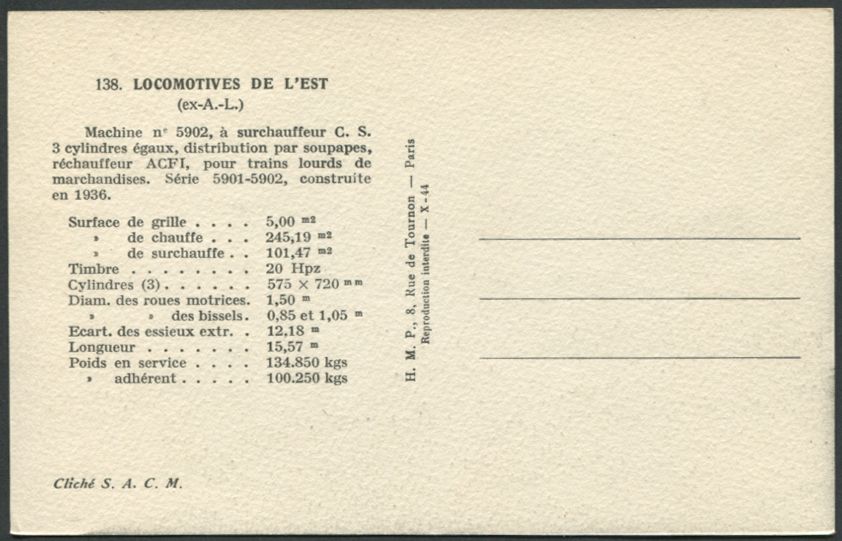 138. LOCOMOTIVES DE L'EST
(ex-A.-L.)
Machine nº 5902, à surchauffeur C. S.
3 cylindres égaux, distribution par soupapes,
réchauffeur ACFI, pour trains lourds de
marchandises. Série 5901-5902, construite
en 1936.
Surface de grille . . . . 5,00 m2
» de chauffe . . . 245,19 m2
» de surchauffe . . 101,47 m2
Timbre . . . . . . . . 20 Hpz
Cylindres (3) . . . . . . 575 × 720 mm
Diam. des roues motrices. 1,50 m
» » des bissels. 0,85 et 1,05 m
Ecart. des essieux extr. . 12,18 m
Longueur . . . . . . . 15,57 m
Poids en service . . . . 134.850 kgs
» adhérent . . . . . 100.250 kgs
Cliché S. A. C. M.
H. M. P., 8, Rue de Tournon — Paris
Reproduction interdite — X-44